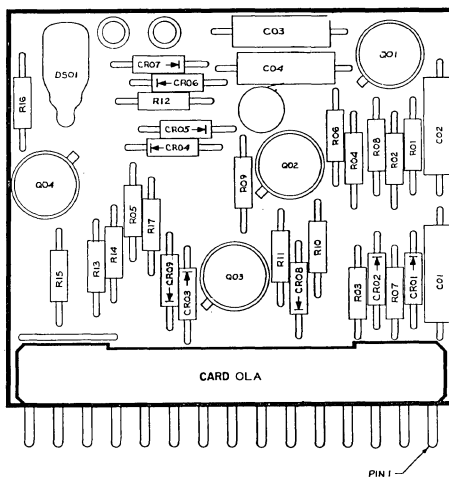 C03
DS01
Q01
CR07
C04
CR06
R16
R12
R06
R08
R01
C02
R04
R02
CR05
CR04
Q02
R09
Q04
R05
R17
R10
R11
R14
R13
R15
CR09
CR03
Q03
CR08
R03
CR02
R07
CR01
C01
CARD OLA
PIN 1